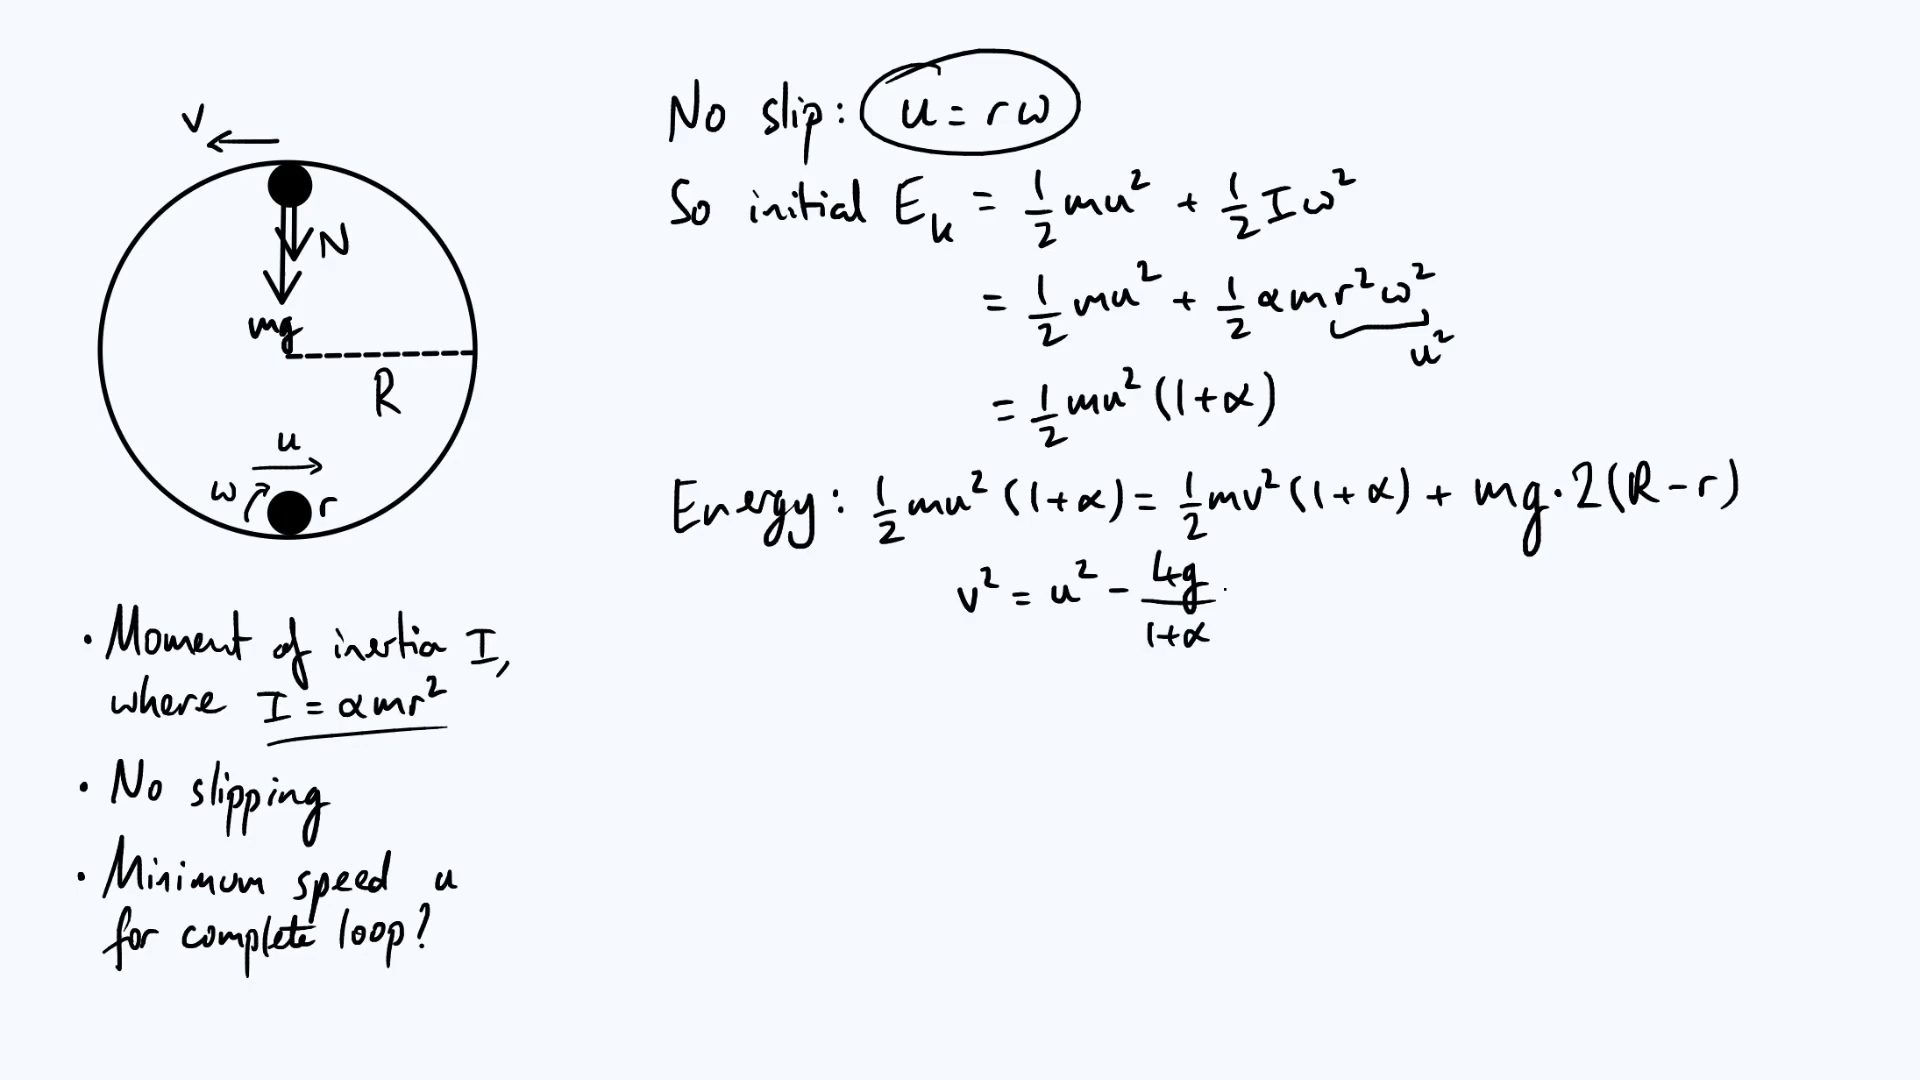 v
N
mg
R
u
ω
r
• Moment of inertia I,
where I = αmr²
• No slipping
• Minimum speed u
for complete loop?
No slip: u = rω
So initial E_k = 1/2 mu² + 1/2 Iω²
= 1/2 mu² + 1/2 αmr²ω²
u²
= 1/2 mu² (1+α)
Energy: 1/2 mu² (1+α) = 1/2 mv² (1+α) + mg·2(R-r)
v² = u² - 4g/1+α